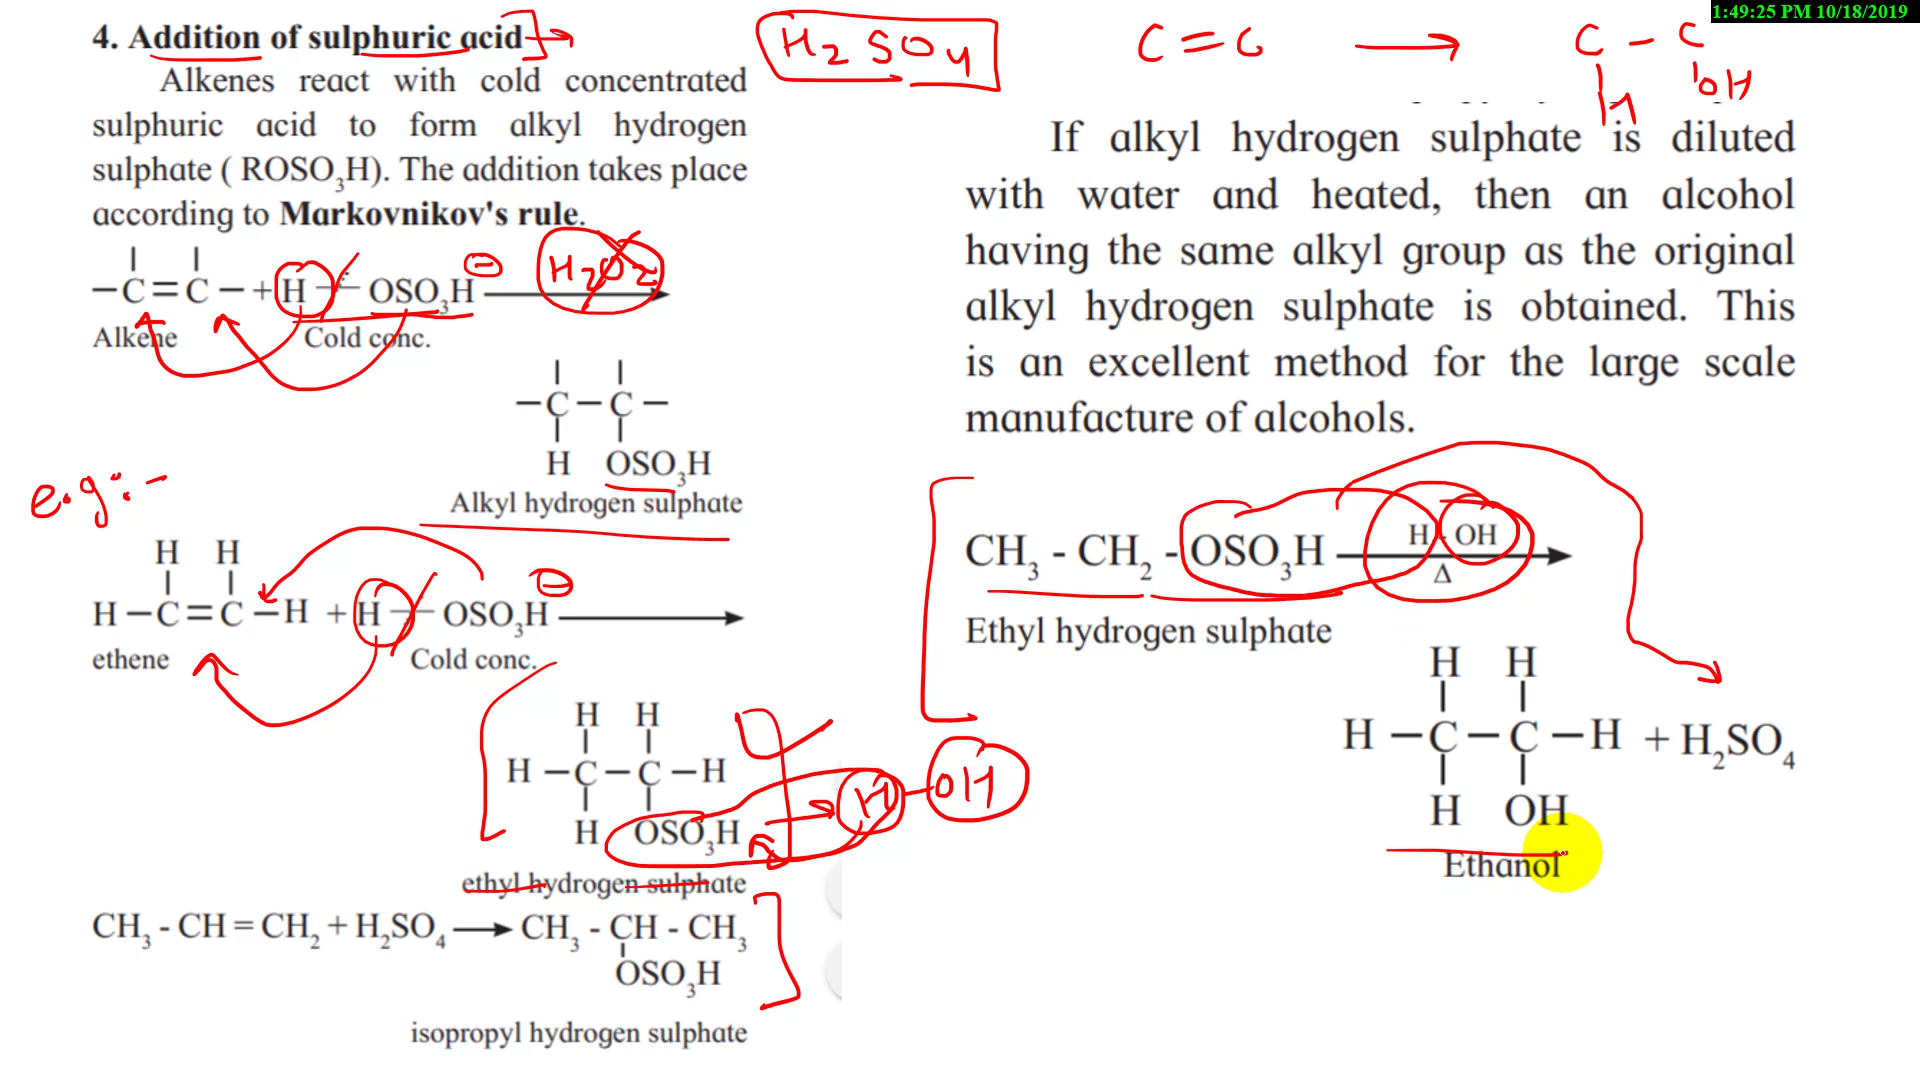 1:49:25 PM 10/18/2019
4. Addition of sulphuric acid
H2SO4
C = C → C - C
H OH
Alkenes react with cold concentrated
sulphuric acid to form alkyl hydrogen
sulphate ( ROSO3H). The addition takes place
according to Markovnikov's rule.
−C=C− + H − OSO3H
H2O2
Alkene Cold conc.
−C−C−
H OSO3H
Alkyl hydrogen sulphate
e.g:-
H H
H−C=C−H + H − OSO3H
ethene Cold conc.
H H
H−C−C−H
H OSO3H
H-OH
ethyl hydrogen sulphate
CH3 - CH = CH2 + H2SO4 → CH3 - CH - CH3
OSO3H
isopropyl hydrogen sulphate
If alkyl hydrogen sulphate is diluted
with water and heated, then an alcohol
having the same alkyl group as the original
alkyl hydrogen sulphate is obtained. This
is an excellent method for the large scale
manufacture of alcohols.
CH3 - CH2 - OSO3H H - OH
Δ
Ethyl hydrogen sulphate
H H
H−C−C−H + H2SO4
H OH
Ethanol